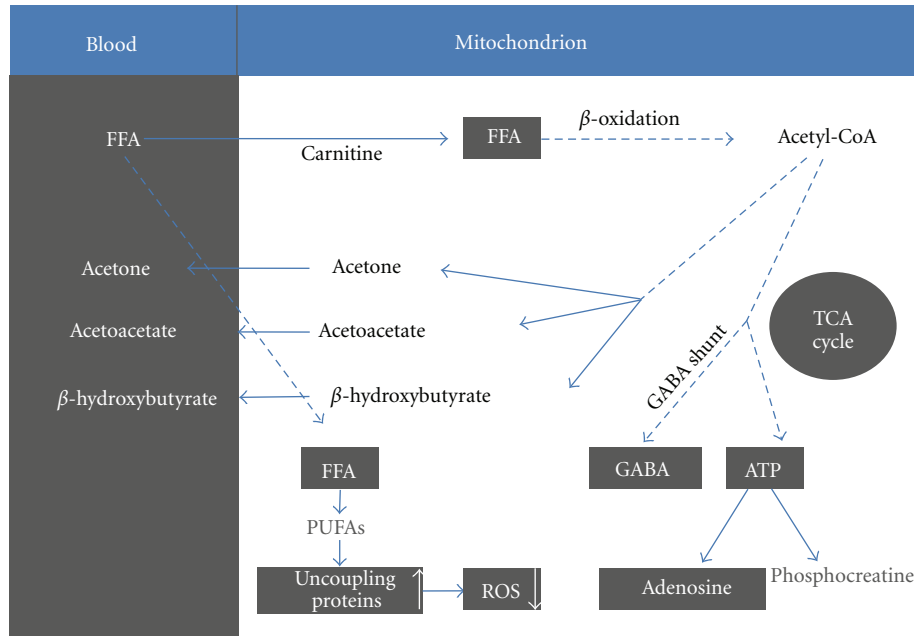 Blood
Mitochondrion
FFA
Carnitine
FFA
β-oxidation
Acetyl-CoA
Acetone
Acetone
Acetoacetate
Acetoacetate
β-hydroxybutyrate
β-hydroxybutyrate
TCA
cycle
GABA shunt
FFA
GABA
ATP
PUFAs
Uncoupling
proteins
ROS
Adenosine
Phosphocreatine